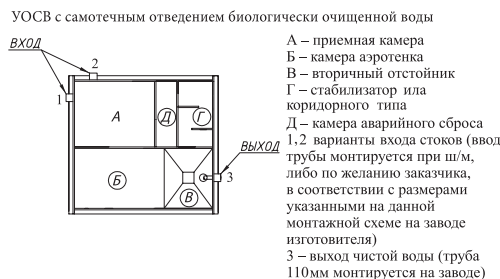 УОСВ с самотечным отведением биологически очищенной воды
ВХОД
2
1
А
Д
Г
ВЫХОД
Б
В
3
А – приемная камера
Б – камера аэротенка
В – вторичный отстойник
Г – стабилизатор ила
коридорного типа
Д – камера аварийного сброса
1,2 варианты входа стоков (ввод
трубы монтируется при ш/м,
либо по желанию заказчика,
в соответствии с размерами
указанными на данной
монтажной схеме на заводе
изготовителя)
3 – выход чистой воды (труба
110мм монтируется на заводе)